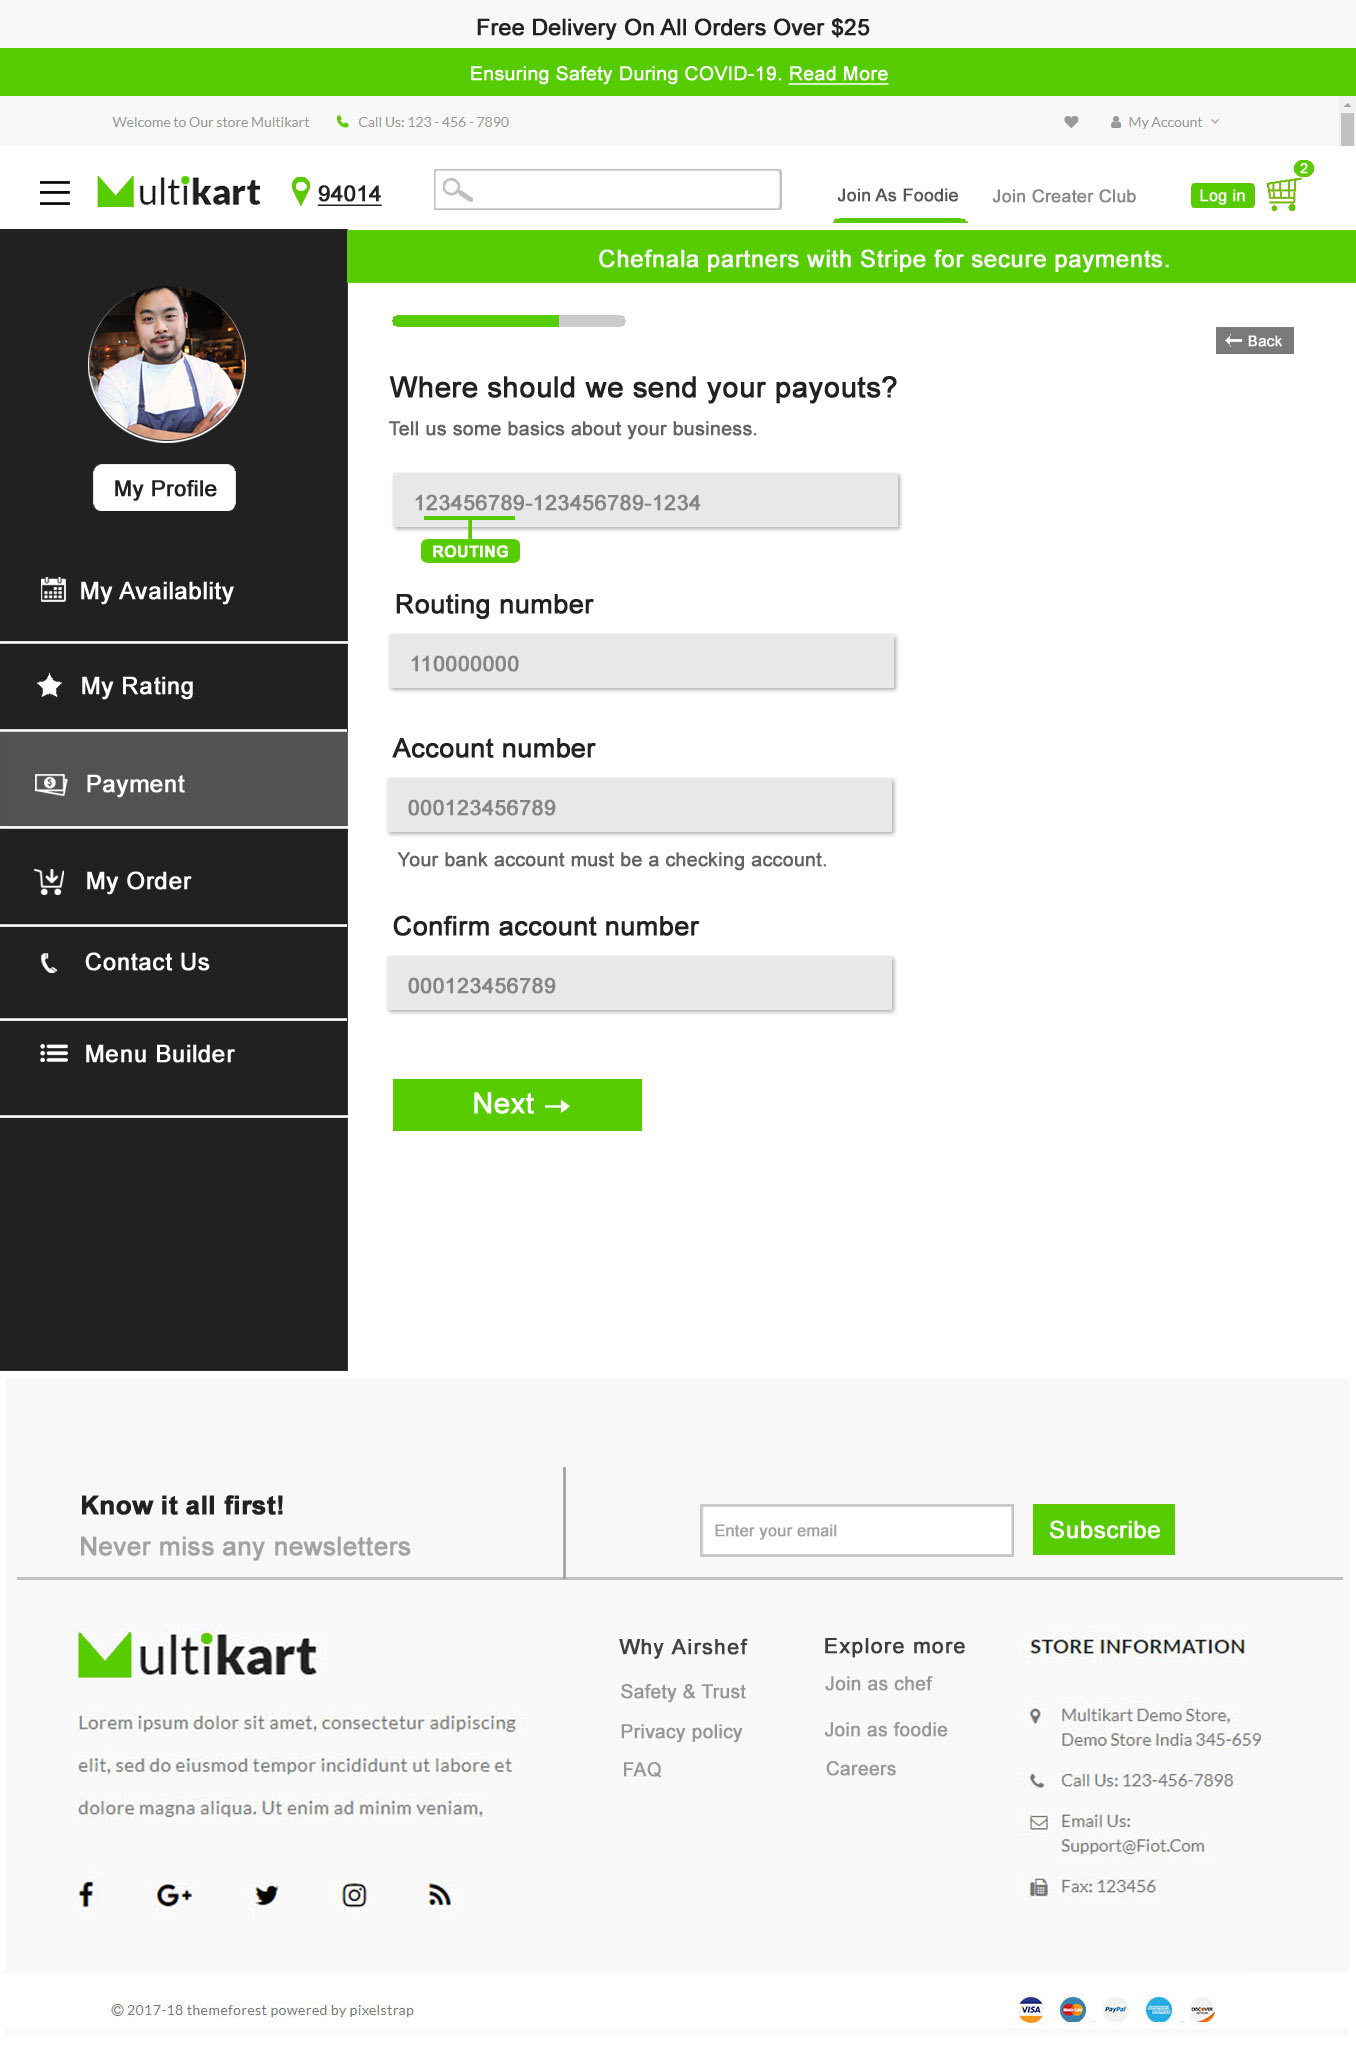 Free Delivery On All Orders Over $25
Ensuring Safety During COVID-19. Read More
Welcome to Our store Multikart
Call Us: 123 - 456 - 7890
My Account
Multikart
94014
Join As Foodie
Join Creater Club
Log in
2
Chefnala partners with Stripe for secure payments.
Back
My Profile
My Availablity
My Rating
Payment
My Order
Contact Us
Menu Builder
Where should we send your payouts?
Tell us some basics about your business.
123456789-123456789-1234
ROUTING
Routing number
110000000
Account number
000123456789
Your bank account must be a checking account.
Confirm account number
000123456789
Next
Know it all first!
Never miss any newsletters
Enter your email
Subscribe
Multikart
Lorem ipsum dolor sit amet, consectetur adipiscing
elit, sed do eiusmod tempor incididunt ut labore et
dolore magna aliqua. Ut enim ad minim veniam,
Why Airshef
Safety & Trust
Privacy policy
FAQ
Explore more
Join as chef
Join as foodie
Careers
STORE INFORMATION
Multikart Demo Store,
Demo Store India 345-659
Call Us: 123-456-7898
Email Us:
Support@Fiot.Com
Fax: 123456
© 2017-18 themeforest powered by pixelstrap
VISA
MasterCard
PayPal
DISCOVER